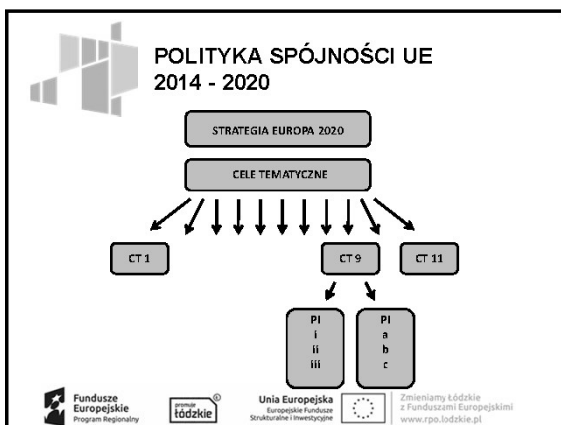 POLITYKA SPÓJNOŚCI UE
2014 - 2020
STRATEGIA EUROPA 2020
CELE TEMATYCZNE
CT 1
CT 9
CT 11
PI
i
ii
iii
PI
a
b
c
Fundusze
Europejskie
Program Regionalny
promuje
łódzkie
Unia Europejska
Europejskie Fundusze
Strukturalne i Inwestycyjne
Zmieniamy Łódzkie
z Funduszami Europejskimi
www.rpo.lodzkie.pl